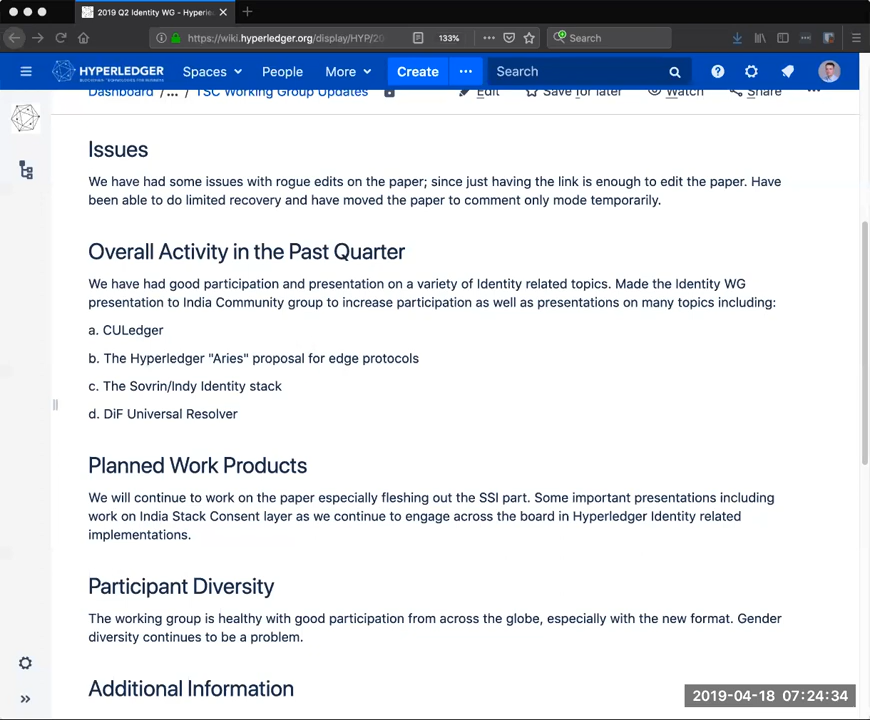 2019 Q2 Identity WG - Hyperle
https://wiki.hyperledger.org/display/HYP/20
133%
Search
HYPERLEDGER
Spaces
People
More
Create
Search
Dashboard / ... / TSC Working Group Updates
Edit
Save for later
Watch
Share
Issues
We have had some issues with rogue edits on the paper; since just having the link is enough to edit the paper. Have
been able to do limited recovery and have moved the paper to comment only mode temporarily.
Overall Activity in the Past Quarter
We have had good participation and presentation on a variety of Identity related topics. Made the Identity WG
presentation to India Community group to increase participation as well as presentations on many topics including:
a. CULedger
b. The Hyperledger "Aries" proposal for edge protocols
c. The Sovrin/Indy Identity stack
d. DiF Universal Resolver
Planned Work Products
We will continue to work on the paper especially fleshing out the SSI part. Some important presentations including
work on India Stack Consent layer as we continue to engage across the board in Hyperledger Identity related
implementations.
Participant Diversity
The working group is healthy with good participation from across the globe, especially with the new format. Gender
diversity continues to be a problem.
Additional Information
2019-04-18 07:24:34